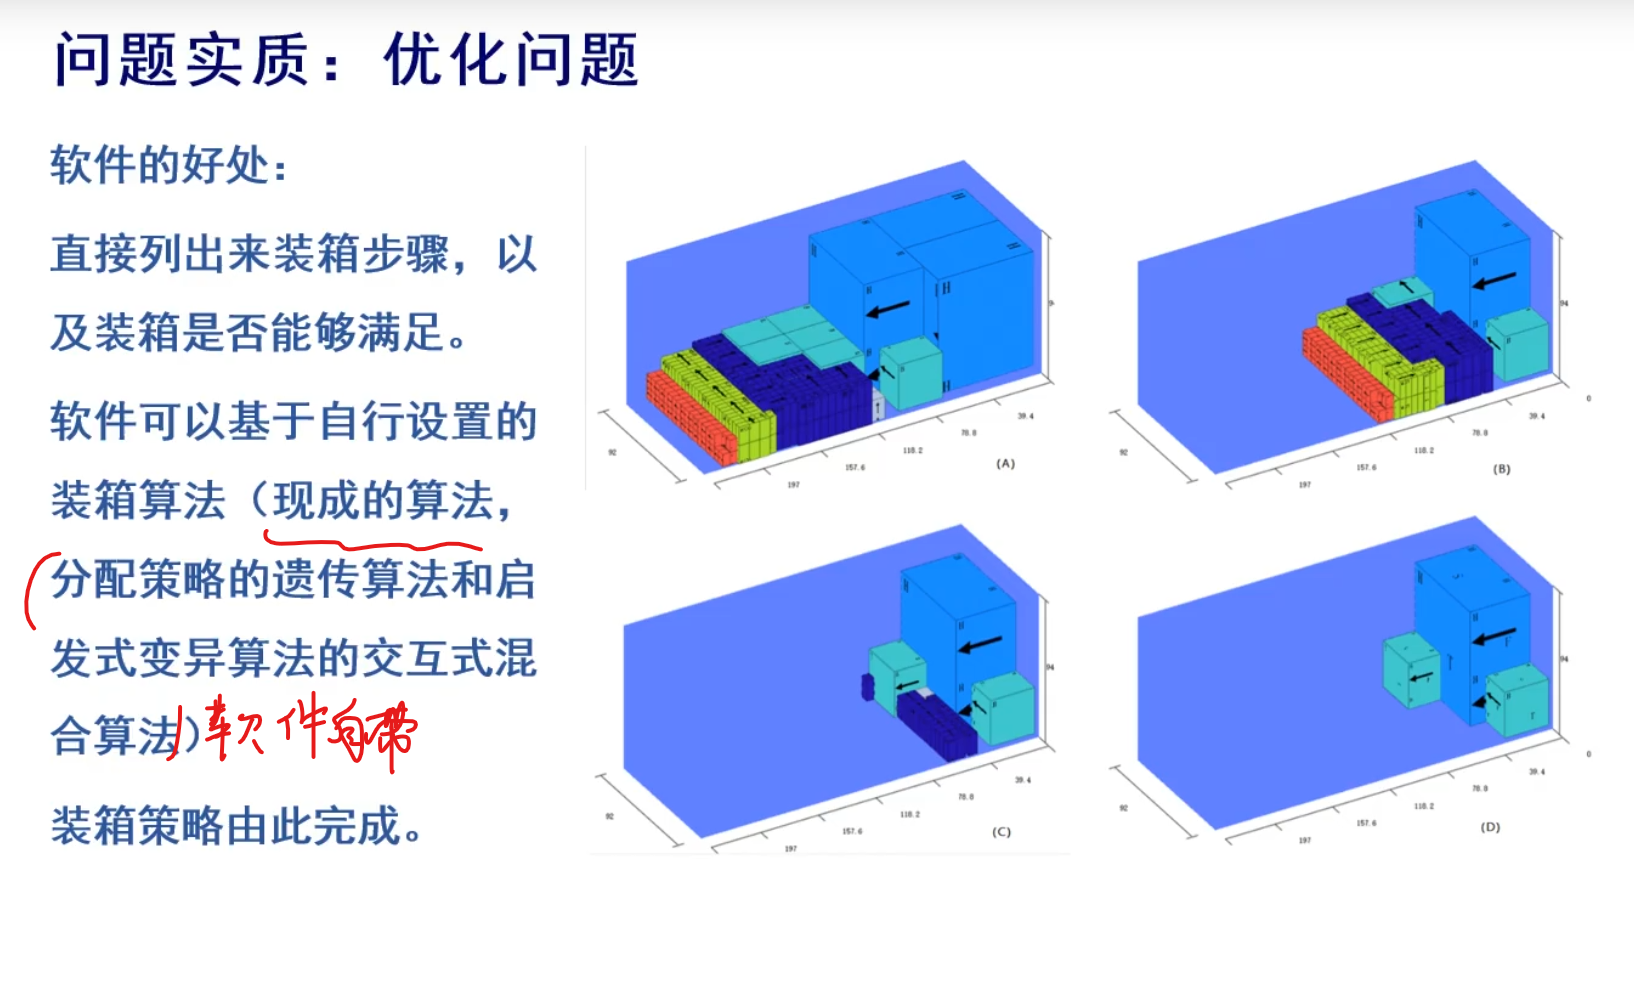 问题实质：优化问题
软件的好处：
直接列出来装箱步骤，以
及装箱是否能够满足。
软件可以基于自行设置的
装箱算法（现成的算法，
分配策略的遗传算法和启
发式变异算法的交互式混
合算法）软件自带
装箱策略由此完成。
92
197
157.6
118.2
78.8
39.4
(A)
92
197
157.6
118.2
78.8
39.4
0
94
(B)
92
197
157.6
118.2
78.8
39.4
94
(C)
92
197
157.6
118.2
78.8
39.4
0
94
(D)